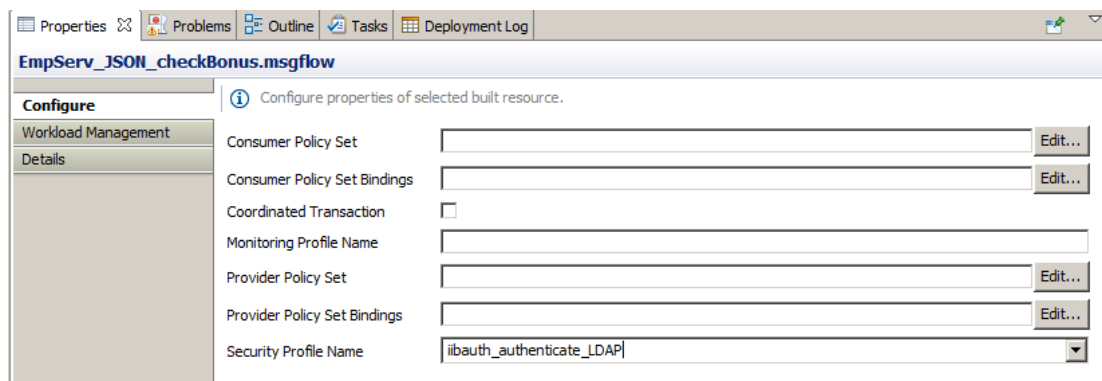 Properties Problems Outline Tasks Deployment Log
EmpServ_JSON_checkBonus.msgflow
Configure
Workload Management
Details
Configure properties of selected built resource.
Consumer Policy Set Edit...
Consumer Policy Set Bindings Edit...
Coordinated Transaction
Monitoring Profile Name
Provider Policy Set Edit...
Provider Policy Set Bindings Edit...
Security Profile Name iibauth_authenticate_LDAP